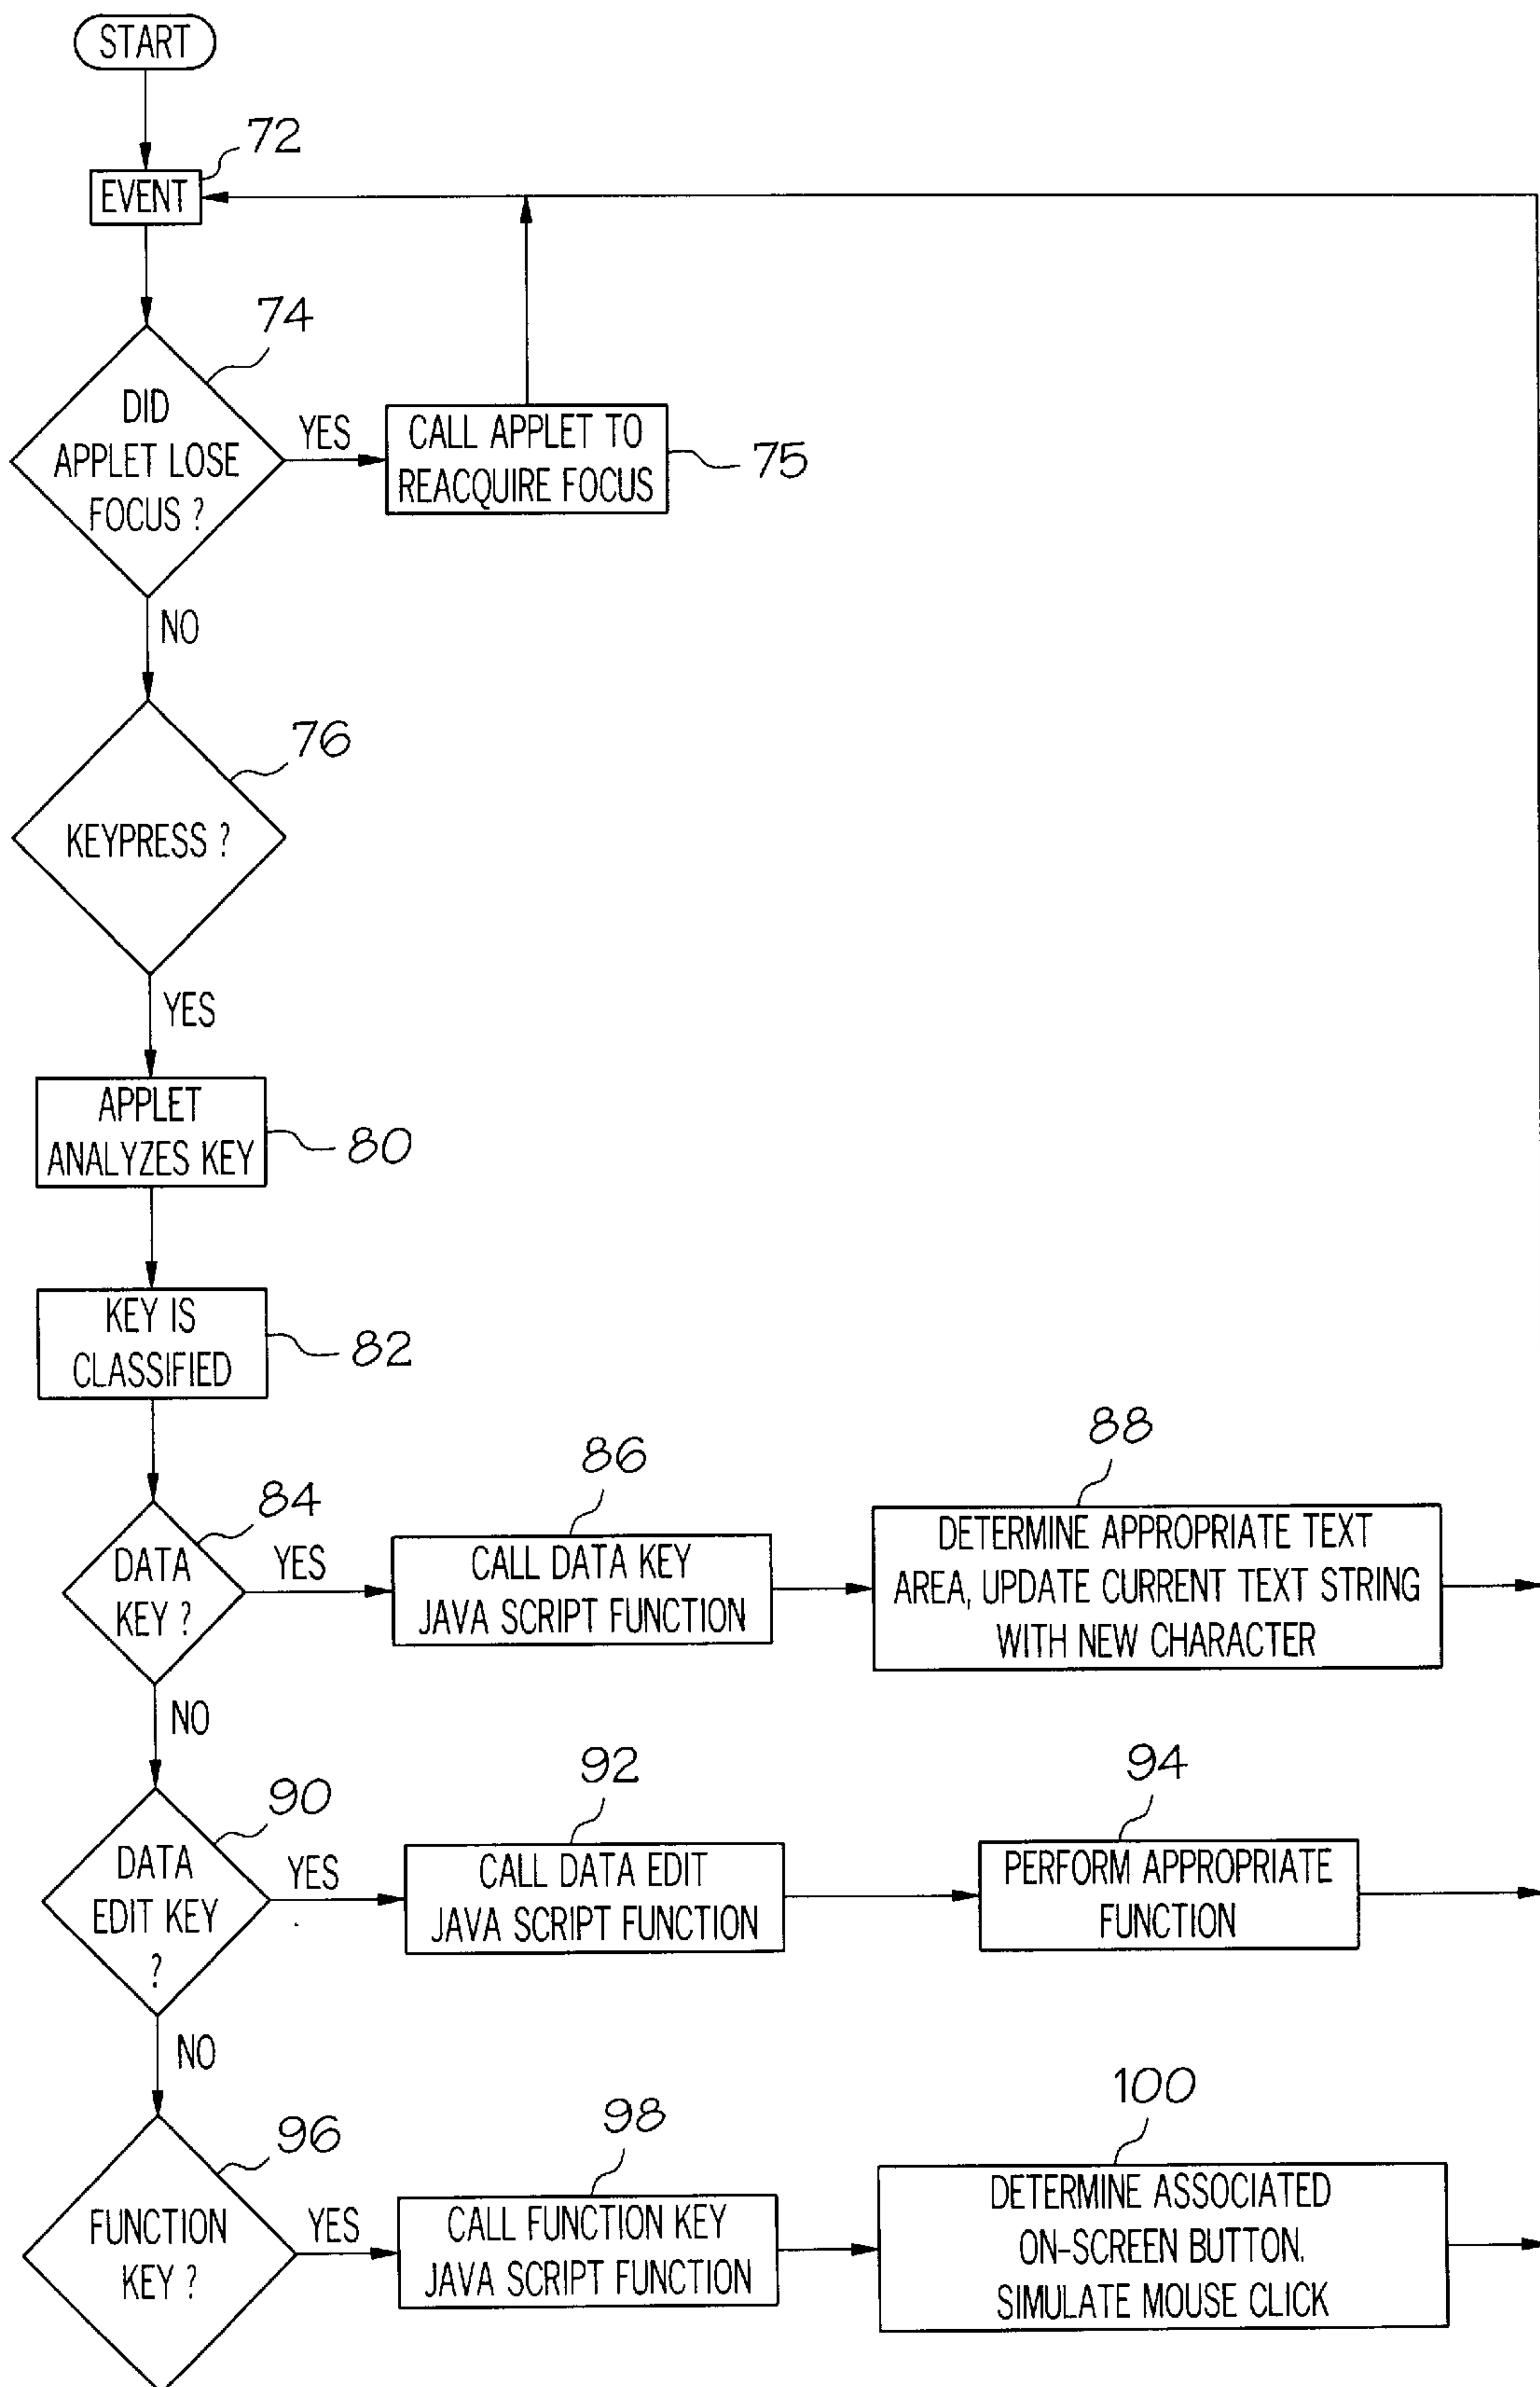 START
72
EVENT
74
DID
APPLET LOSE
FOCUS ?
YES
CALL APPLET TO
REACQUIRE FOCUS
75
NO
76
KEYPRESS ?
YES
APPLET
ANALYZES KEY
80
KEY IS
CLASSIFIED
82
84
DATA
KEY ?
YES
86
CALL DATA KEY
JAVA SCRIPT FUNCTION
88
DETERMINE APPROPRIATE TEXT
AREA, UPDATE CURRENT TEXT STRING
WITH NEW CHARACTER
NO
90
DATA
EDIT KEY
?
YES
92
CALL DATA EDIT
JAVA SCRIPT FUNCTION
94
PERFORM APPROPRIATE
FUNCTION
NO
96
FUNCTION
KEY ?
YES
98
CALL FUNCTION KEY
JAVA SCRIPT FUNCTION
100
DETERMINE ASSOCIATED
ON-SCREEN BUTTON.
SIMULATE MOUSE CLICK